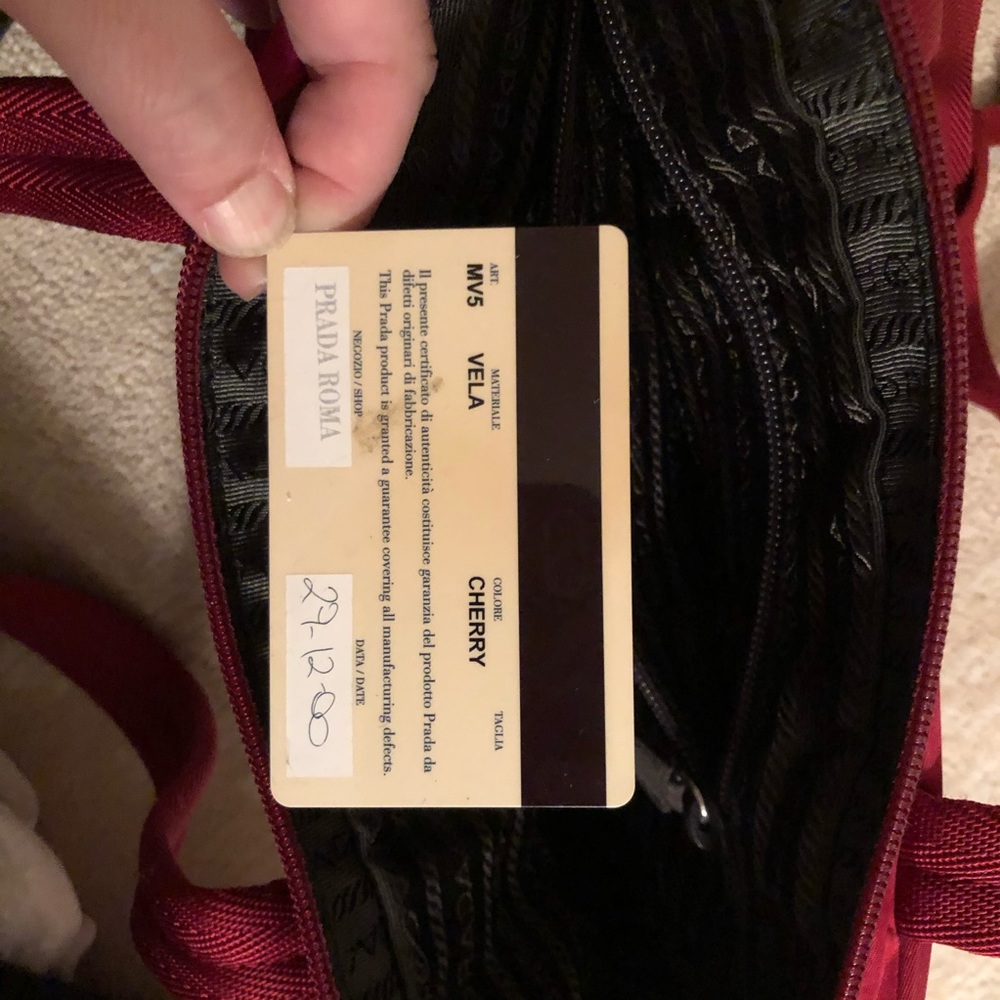 ART. MATERIALE COLORE TAGLIA
MV5 VELA CHERRY
Il presente certificato di autenticità costituisce garanzia del prodotto Prada da
difetti originari di fabbricazione.
This Prada product is granted a guarantee covering all manufacturing defects.
NEGOZIO / SHOP DATA / DATE
PRADA ROMA 29-12-00